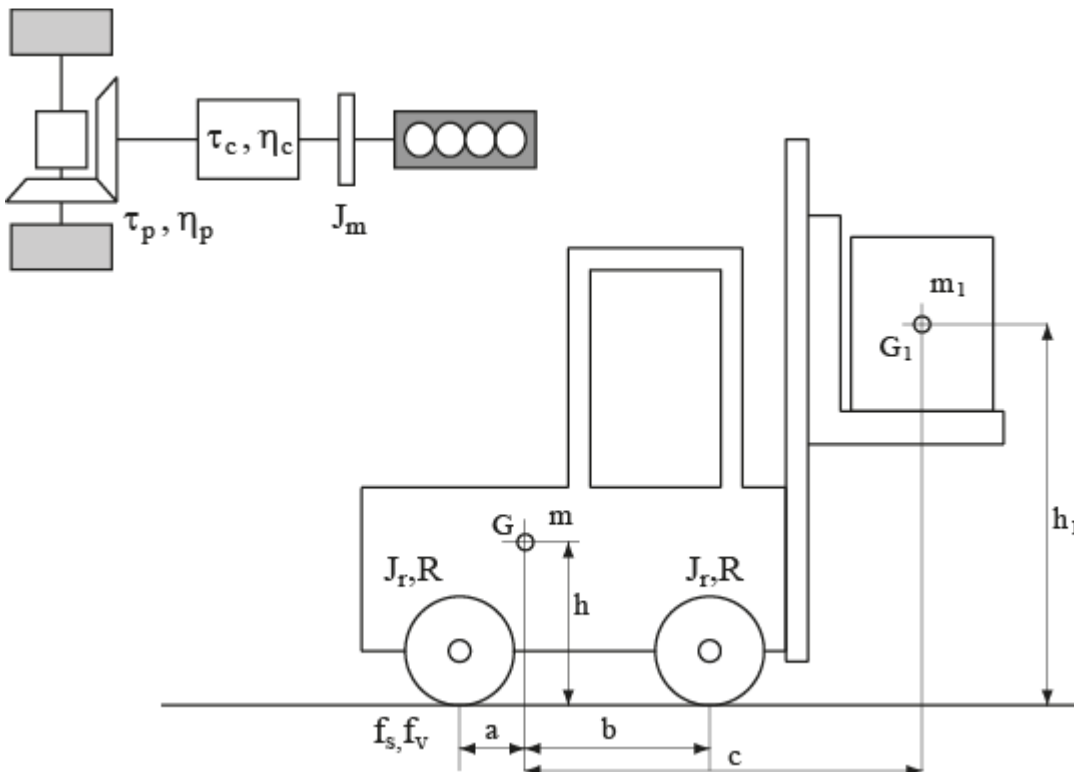 τc , ηc
Jm
τp , ηp
m1
G1
G m
h1
Jr,R
Jr,R
h
fs,fv
a
b
c